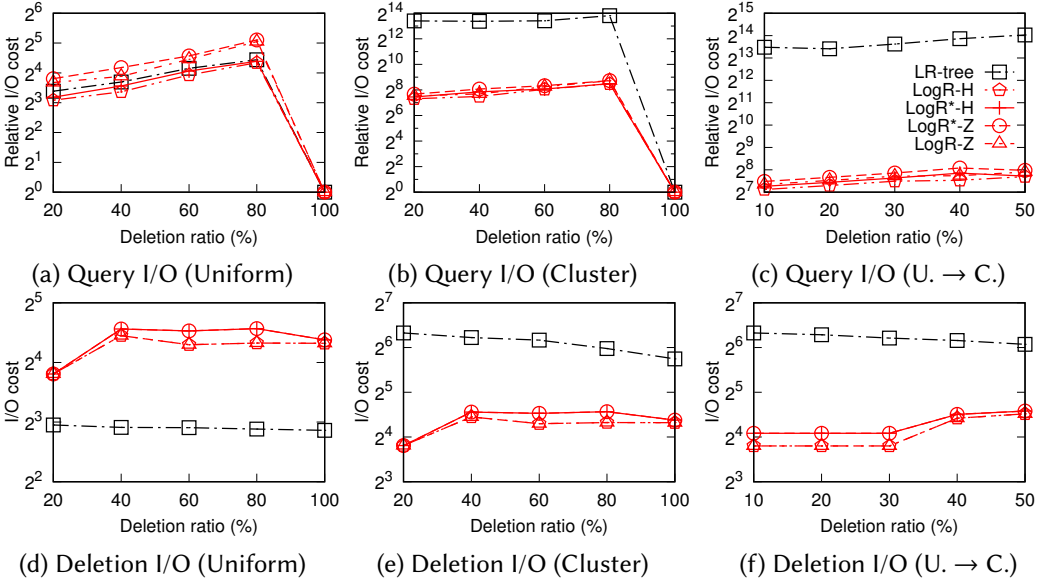 Relative I/O cost
2^6
2^5
2^4
2^3
2^2
2^1
2^0
20 40 60 80 100
Deletion ratio (%)
(a) Query I/O (Uniform)
Relative I/O cost
2^14
2^12
2^10
2^8
2^6
2^4
2^2
2^0
20 40 60 80 100
Deletion ratio (%)
(b) Query I/O (Cluster)
Relative I/O cost
2^15
2^14
2^13
2^12
2^11
2^10
2^9
2^8
2^7
10 20 30 40 50
Deletion ratio (%)
LR-tree
LogR-H
LogR*-H
LogR*-Z
LogR-Z
(c) Query I/O (U. → C.)
I/O cost
2^5
2^4
2^3
2^2
20 40 60 80 100
Deletion ratio (%)
(d) Deletion I/O (Uniform)
I/O cost
2^7
2^6
2^5
2^4
2^3
20 40 60 80 100
Deletion ratio (%)
(e) Deletion I/O (Cluster)
I/O cost
2^7
2^6
2^5
2^4
2^3
10 20 30 40 50
Deletion ratio (%)
(f) Deletion I/O (U. → C.)